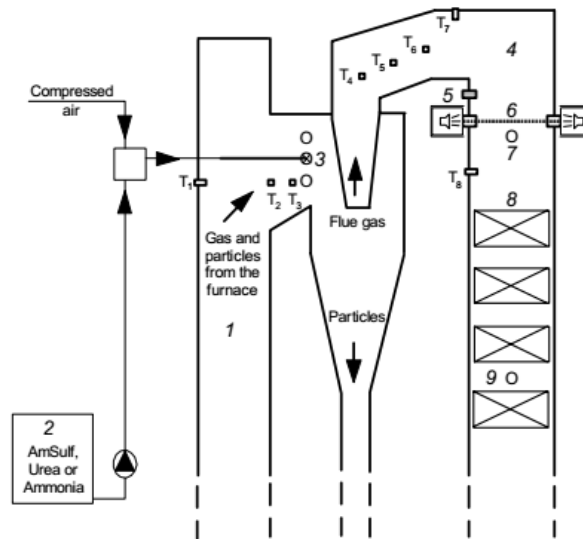 T7
4
T6
T5
T4
5
6
Compressed
air
3
7
T1
T2
T3
T8
8
Flue gas
Gas and
particles
from the
furnace
Particles
1
9
2
AmSulf,
Urea or
Ammonia